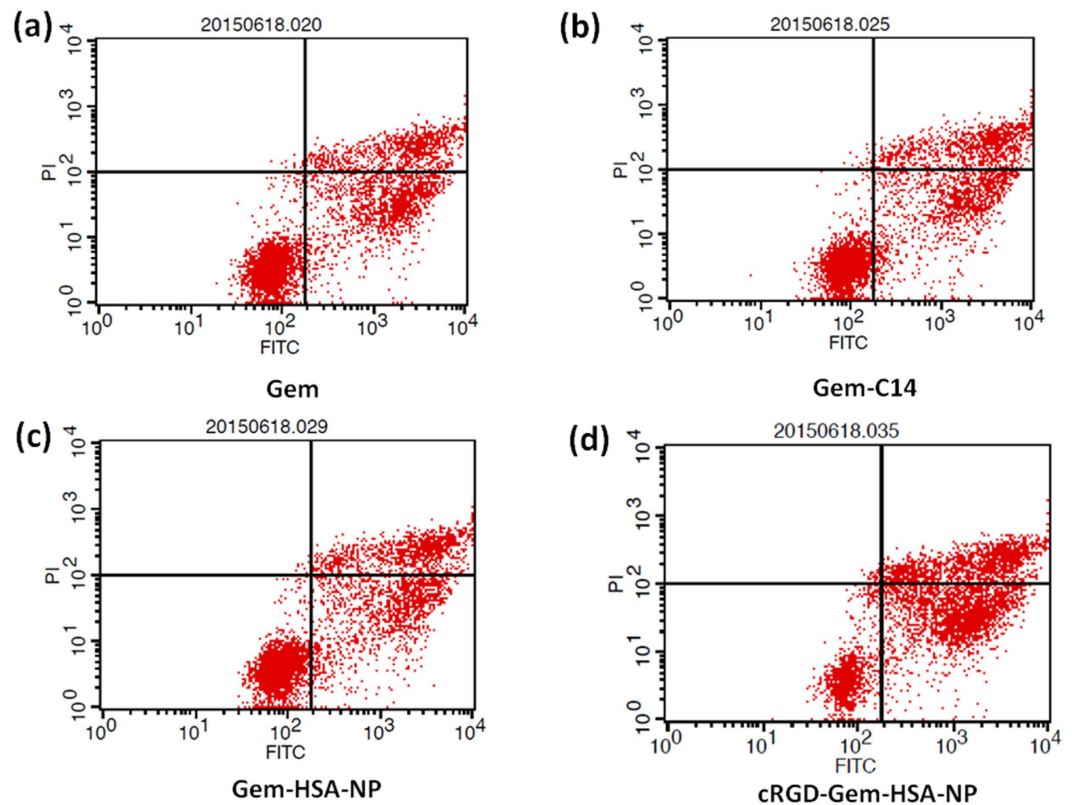 (a)
20150618.020
10^4
10^3
PI
10^2
10^1
10^0
10^0 10^1 10^2 10^3 10^4
FITC
Gem
(b)
20150618.025
10^4
10^3
PI
10^2
10^1
10^0
10^0 10^1 10^2 10^3 10^4
FITC
Gem-C14
(c)
20150618.029
10^4
10^3
PI
10^2
10^1
10^0
10^0 10^1 10^2 10^3 10^4
FITC
Gem-HSA-NP
(d)
20150618.035
10^4
10^3
PI
10^2
10^1
10^0
10^0 10^1 10^2 10^3 10^4
FITC
cRGD-Gem-HSA-NP